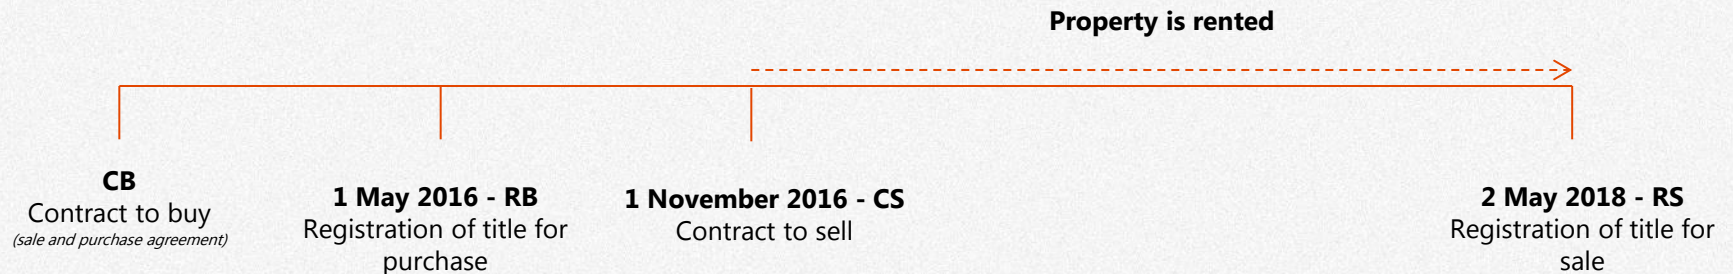 Property is rented
CB
Contract to buy
(sale and purchase agreement)
1 May 2016 - RB
Registration of title for
purchase
1 November 2016 - CS
Contract to sell
2 May 2018 - RS
Registration of title for
sale